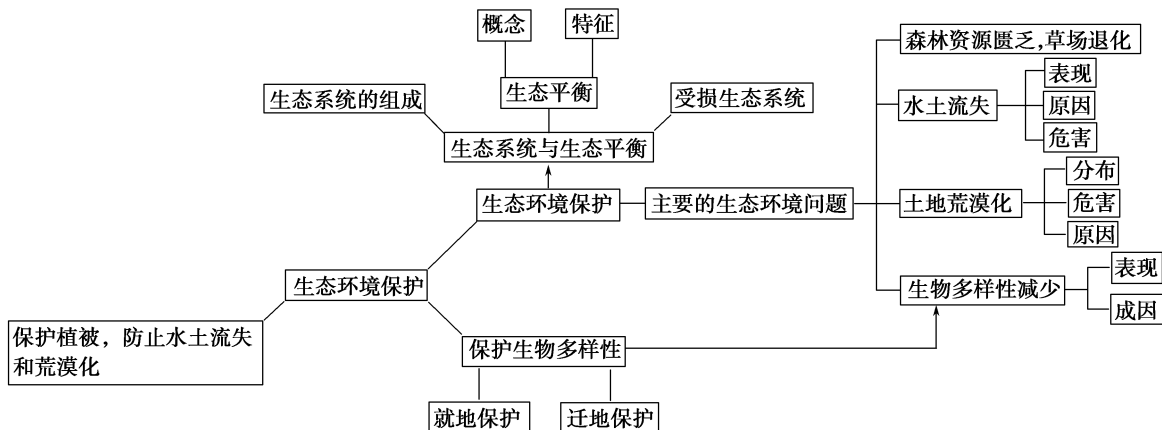 概念
特征
森林资源匮乏,草场退化
生态系统的组成
生态平衡
受损生态系统
表现
水土流失
原因
危害
生态系统与生态平衡
分布
生态环境保护
主要的生态环境问题
土地荒漠化
危害
原因
生态环境保护
表现
生物多样性减少
成因
保护植被，防止水土流失
和荒漠化
保护生物多样性
就地保护
迁地保护